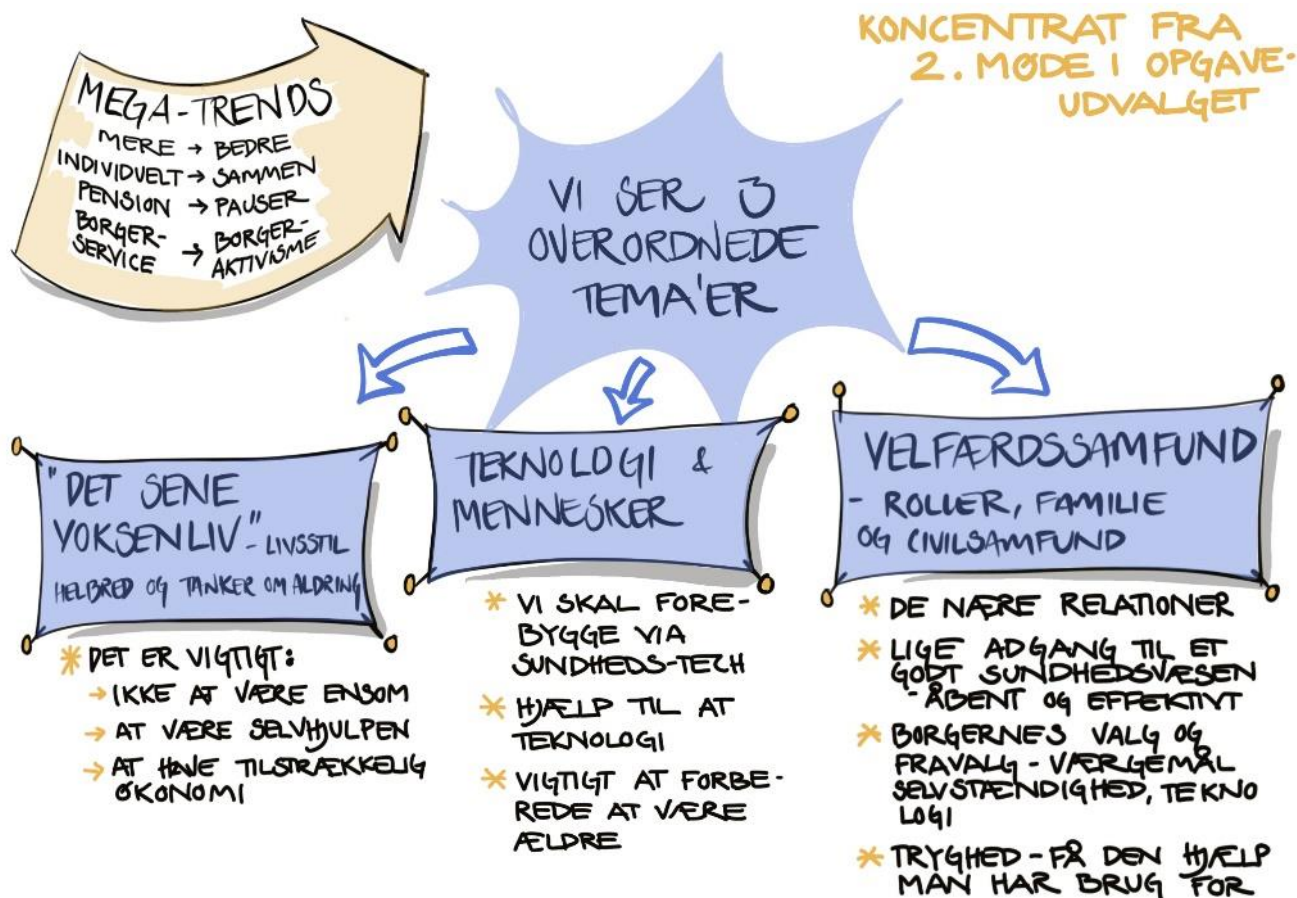 KONCENTRAT FRA
2. MØDE I OPGAVE-
UDVALGET
MEGA-TRENDS
MERE → BEDRE
INDIVIDUELT → SAMMEN
PENSION → PAUSER
BORGER-
SERVICE → BORGER-
AKTIVISME
VI SER 3
OVERORDNEDE
TEMA'ER
"DET SENE
VOKSENLIV" - LIVSSTIL
HELBRED OG TANKER OM ALDRING
* DET ER VIGTIGT:
→ IKKE AT VÆRE ENSOM
→ AT VÆRE SELVHJULPEN
→ AT HAVE TILSTRÆKKELIG
ØKONOMI
TEKNOLOGI &
MENNESKER
* VI SKAL FORE-
BYGGE VIA
SUNDHEDS-TECH
* HJÆLP TIL AT
TEKNOLOGI
* VIGTIGT AT FORBE-
REDE AT VÆRE
ÆLDRE
VELFÆRDSSAMFUND
- ROLLER, FAMILIE
OG CIVILSAMFUND
* DE NÆRE RELATIONER
* LIGE ADGANG TIL ET
GODT SUNDHEDSVÆSEN
- ÅBENT OG EFFEKTIVT
* BORGERNES VALG OG
FRAVALG - VÆRGEMÅL
SELVSTÆNDIGHED, TEKNO
LOGI
* TRYGHED - FÅ DEN HJÆLP
MAN HAR BRUG FOR